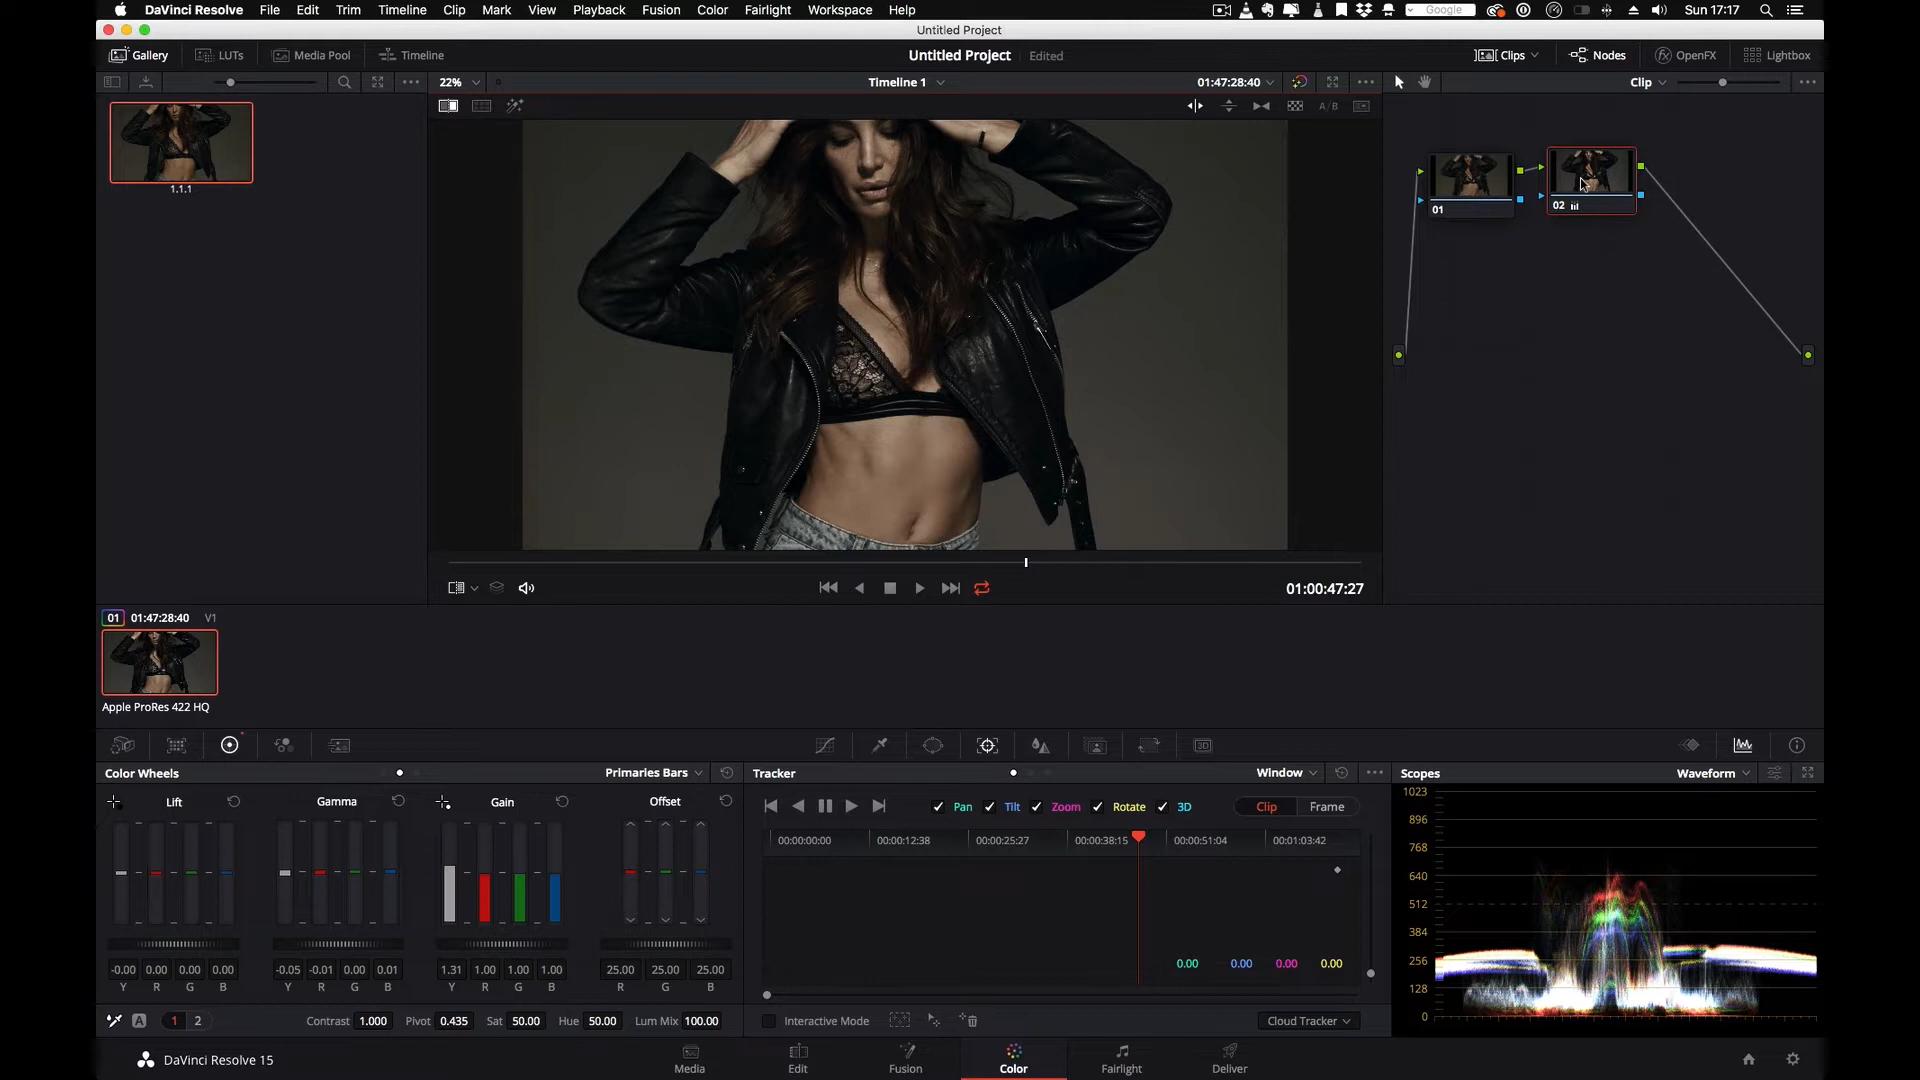 DaVinci Resolve File Edit Trim Timeline Clip Mark View Playback Fusion Color Fairlight Workspace Help Google Sun 17:17
Untitled Project
Gallery LUTs Media Pool Timeline Untitled Project Edited Clips Nodes OpenFX Lightbox
22% Timeline 1 01:47:28:40 Clip
A/B
1.1.1
01 02
01:00:47:27
01 01:47:28:40 V1
Apple ProRes 422 HQ
3D
Color Wheels Primaries Bars Tracker Window Scopes Waveform
Lift Gamma Gain Offset
Pan Tilt Zoom Rotate 3D Clip Frame
00:00:00:00 00:00:12:38 00:00:25:27 00:00:38:15 00:00:51:04 00:01:03:42
1023
896
768
640
512
384
256
128
0
0.00 0.00 0.00 0.00
-0.00 0.00 0.00 0.00 -0.05 -0.01 0.00 0.01 1.31 1.00 1.00 1.00 25.00 25.00 25.00
Y R G B Y R G B Y R G B R G B
A 1 2 Contrast 1.000 Pivot 0.435 Sat 50.00 Hue 50.00 Lum Mix 100.00 Interactive Mode Cloud Tracker
DaVinci Resolve 15 Media Edit Fusion Color Fairlight Deliver